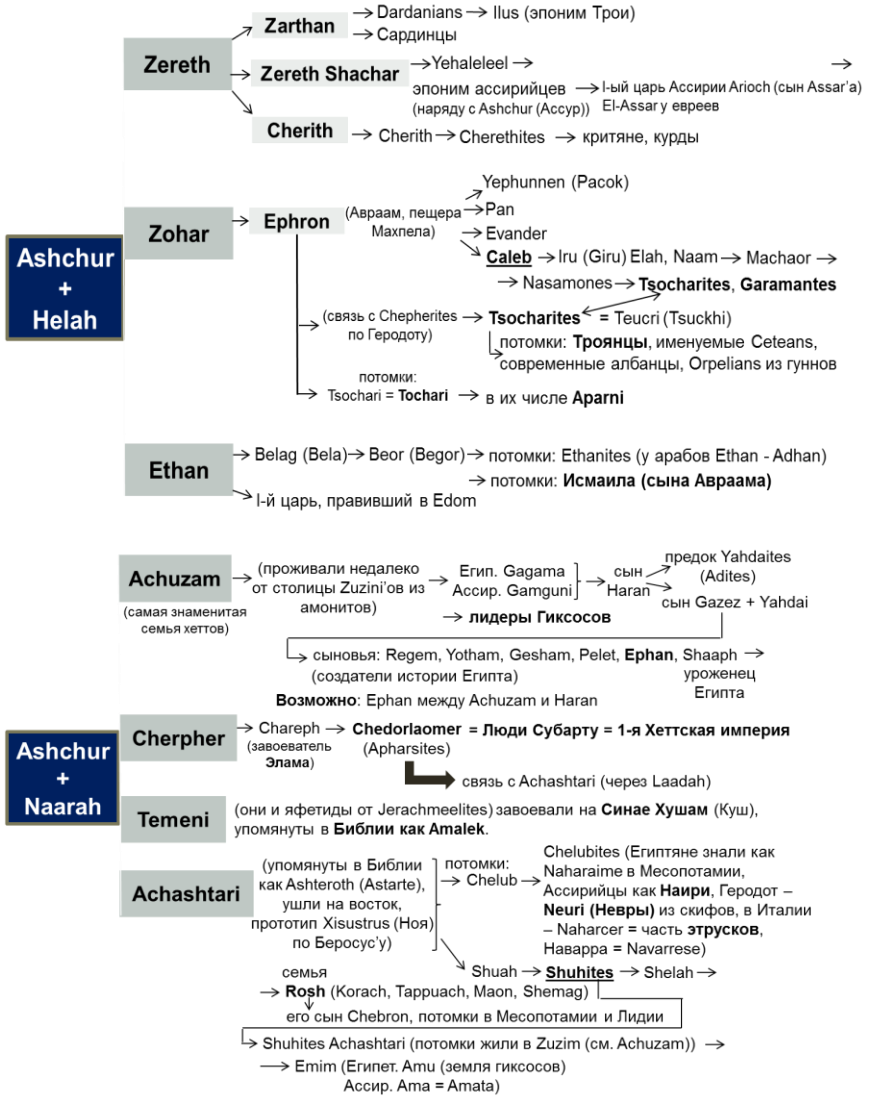 Zereth
Zarthan → Dardanians → Ilus (эпоним Трои)
→ Сардинцы
Zereth Shachar → Yehaleleel → →
эпоним ассирийцев → I-ый царь Ассирии Arioch (сын Assar’а)
(наряду с Ashchur (Ассур)) El-Assar у евреев
Cherith → Cherith → Cherethites → критяне, курды
Ashchur
+
Helah
Zohar → Ephron (Авраам, пещера
Махпела)
Yephunnen (Pacok)
→ Pan
→ Evander
Caleb → Iru (Giru) Elah, Naam → Machaor →
→ Nasamones → Tsocharites, Garamantes
(связь с Chepherites
по Геродоту) → Tsocharites = Teucri (Tsuckhi)
потомки: Троянцы, именуемые Ceteans,
современные албанцы, Orpelians из гуннов
потомки:
Tsochari = Tochari → в их числе Aparni
Ethan
→ Belag (Bela) → Beor (Begor) → потомки: Ethanites (у арабов Ethan - Adhan)
→ потомки: Исмаила (сына Авраама)
I-й царь, правивший в Edom
Ashchur
+
Naarah
Achuzam
(самая знаменитая
семья хеттов)
→ (проживали недалеко
от столицы Zuzini’ов из
амонитов)
→ Егип. Gagama
Ассир. Gamguni
→ лидеры Гиксосов
→ сын
Haran
предок Yahdaites
(Adites)
сын Gazez + Yahdai
сыновья: Regem, Yotham, Gesham, Pelet, Ephan, Shaaph →
(создатели истории Египта)
уроженец
Египта
Возможно: Ephan между Achuzam и Haran
Cherpher → Chareph → Chedorlaomer = Люди Субарту = 1-я Хеттская империя
(завоеватель
Элама)
(Apharsites)
связь с Achashtari (через Laadah)
Temeni
(они и яфетиды от Jerachmeelites) завоевали на Синае Хушам (Куш),
упомянуты в Библии как Amalek.
Achashtari
(упомянуты в Библии
как Ashteroth (Astarte),
ушли на восток,
прототип Xisustrus (Ноя)
по Беросус’у)
потомки:
→ Chelub →
Chelubites (Египтяне знали как
Naharaime в Месопотамии,
Ассирийцы как Наири, Геродот –
Neuri (Невры) из скифов, в Италии
– Naharcer = часть этрусков,
Наварра = Navarrese)
Shuah → Shuhites → Shelah →
семья
→ Rosh (Korach, Tappuach, Maon, Shemag)
его сын Chebron, потомки в Месопотамии и Лидии
Shuhites Achashtari (потомки жили в Zuzim (см. Achuzam)) →
→ Emim (Египет. Amu (земля гиксосов)
Ассир. Ama = Amata)